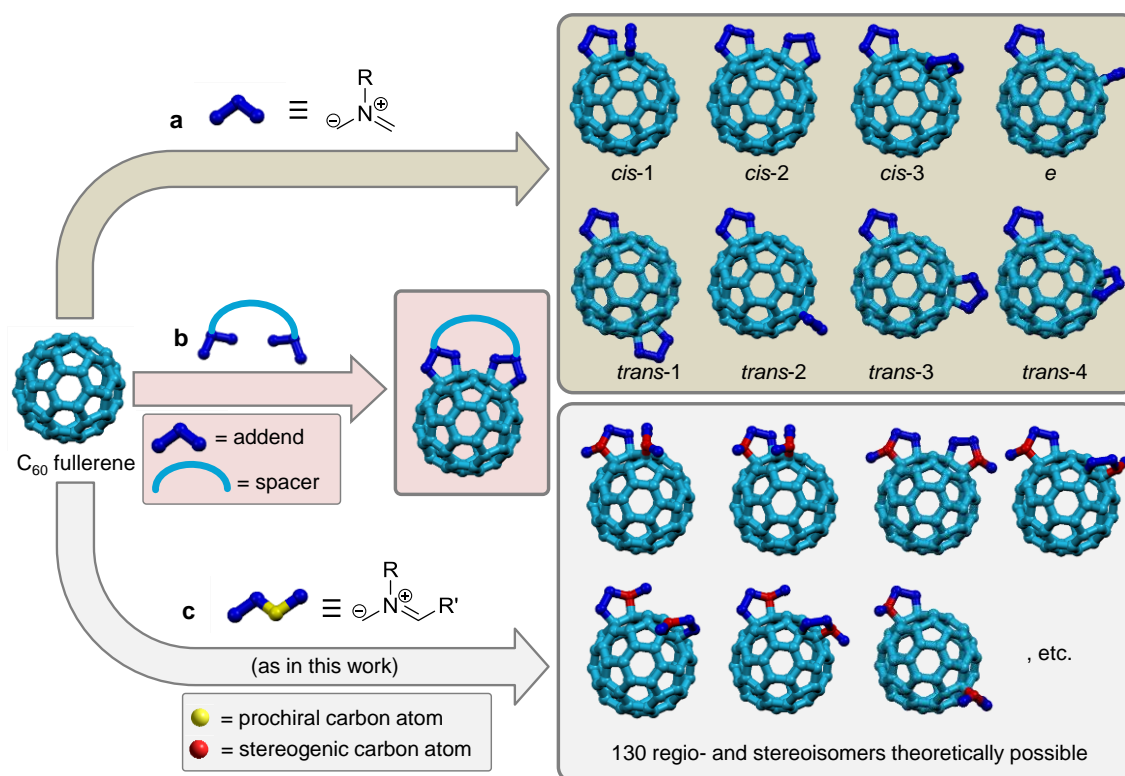 a
≡
R
N
⊕
⊖
cis-1
cis-2
cis-3
e
trans-1
trans-2
trans-3
trans-4
C60 fullerene
b
= addend
= spacer
c
≡
R
N
⊕
⊖
R'
(as in this work)
= prochiral carbon atom
= stereogenic carbon atom
, etc.
130 regio- and stereoisomers theoretically possible